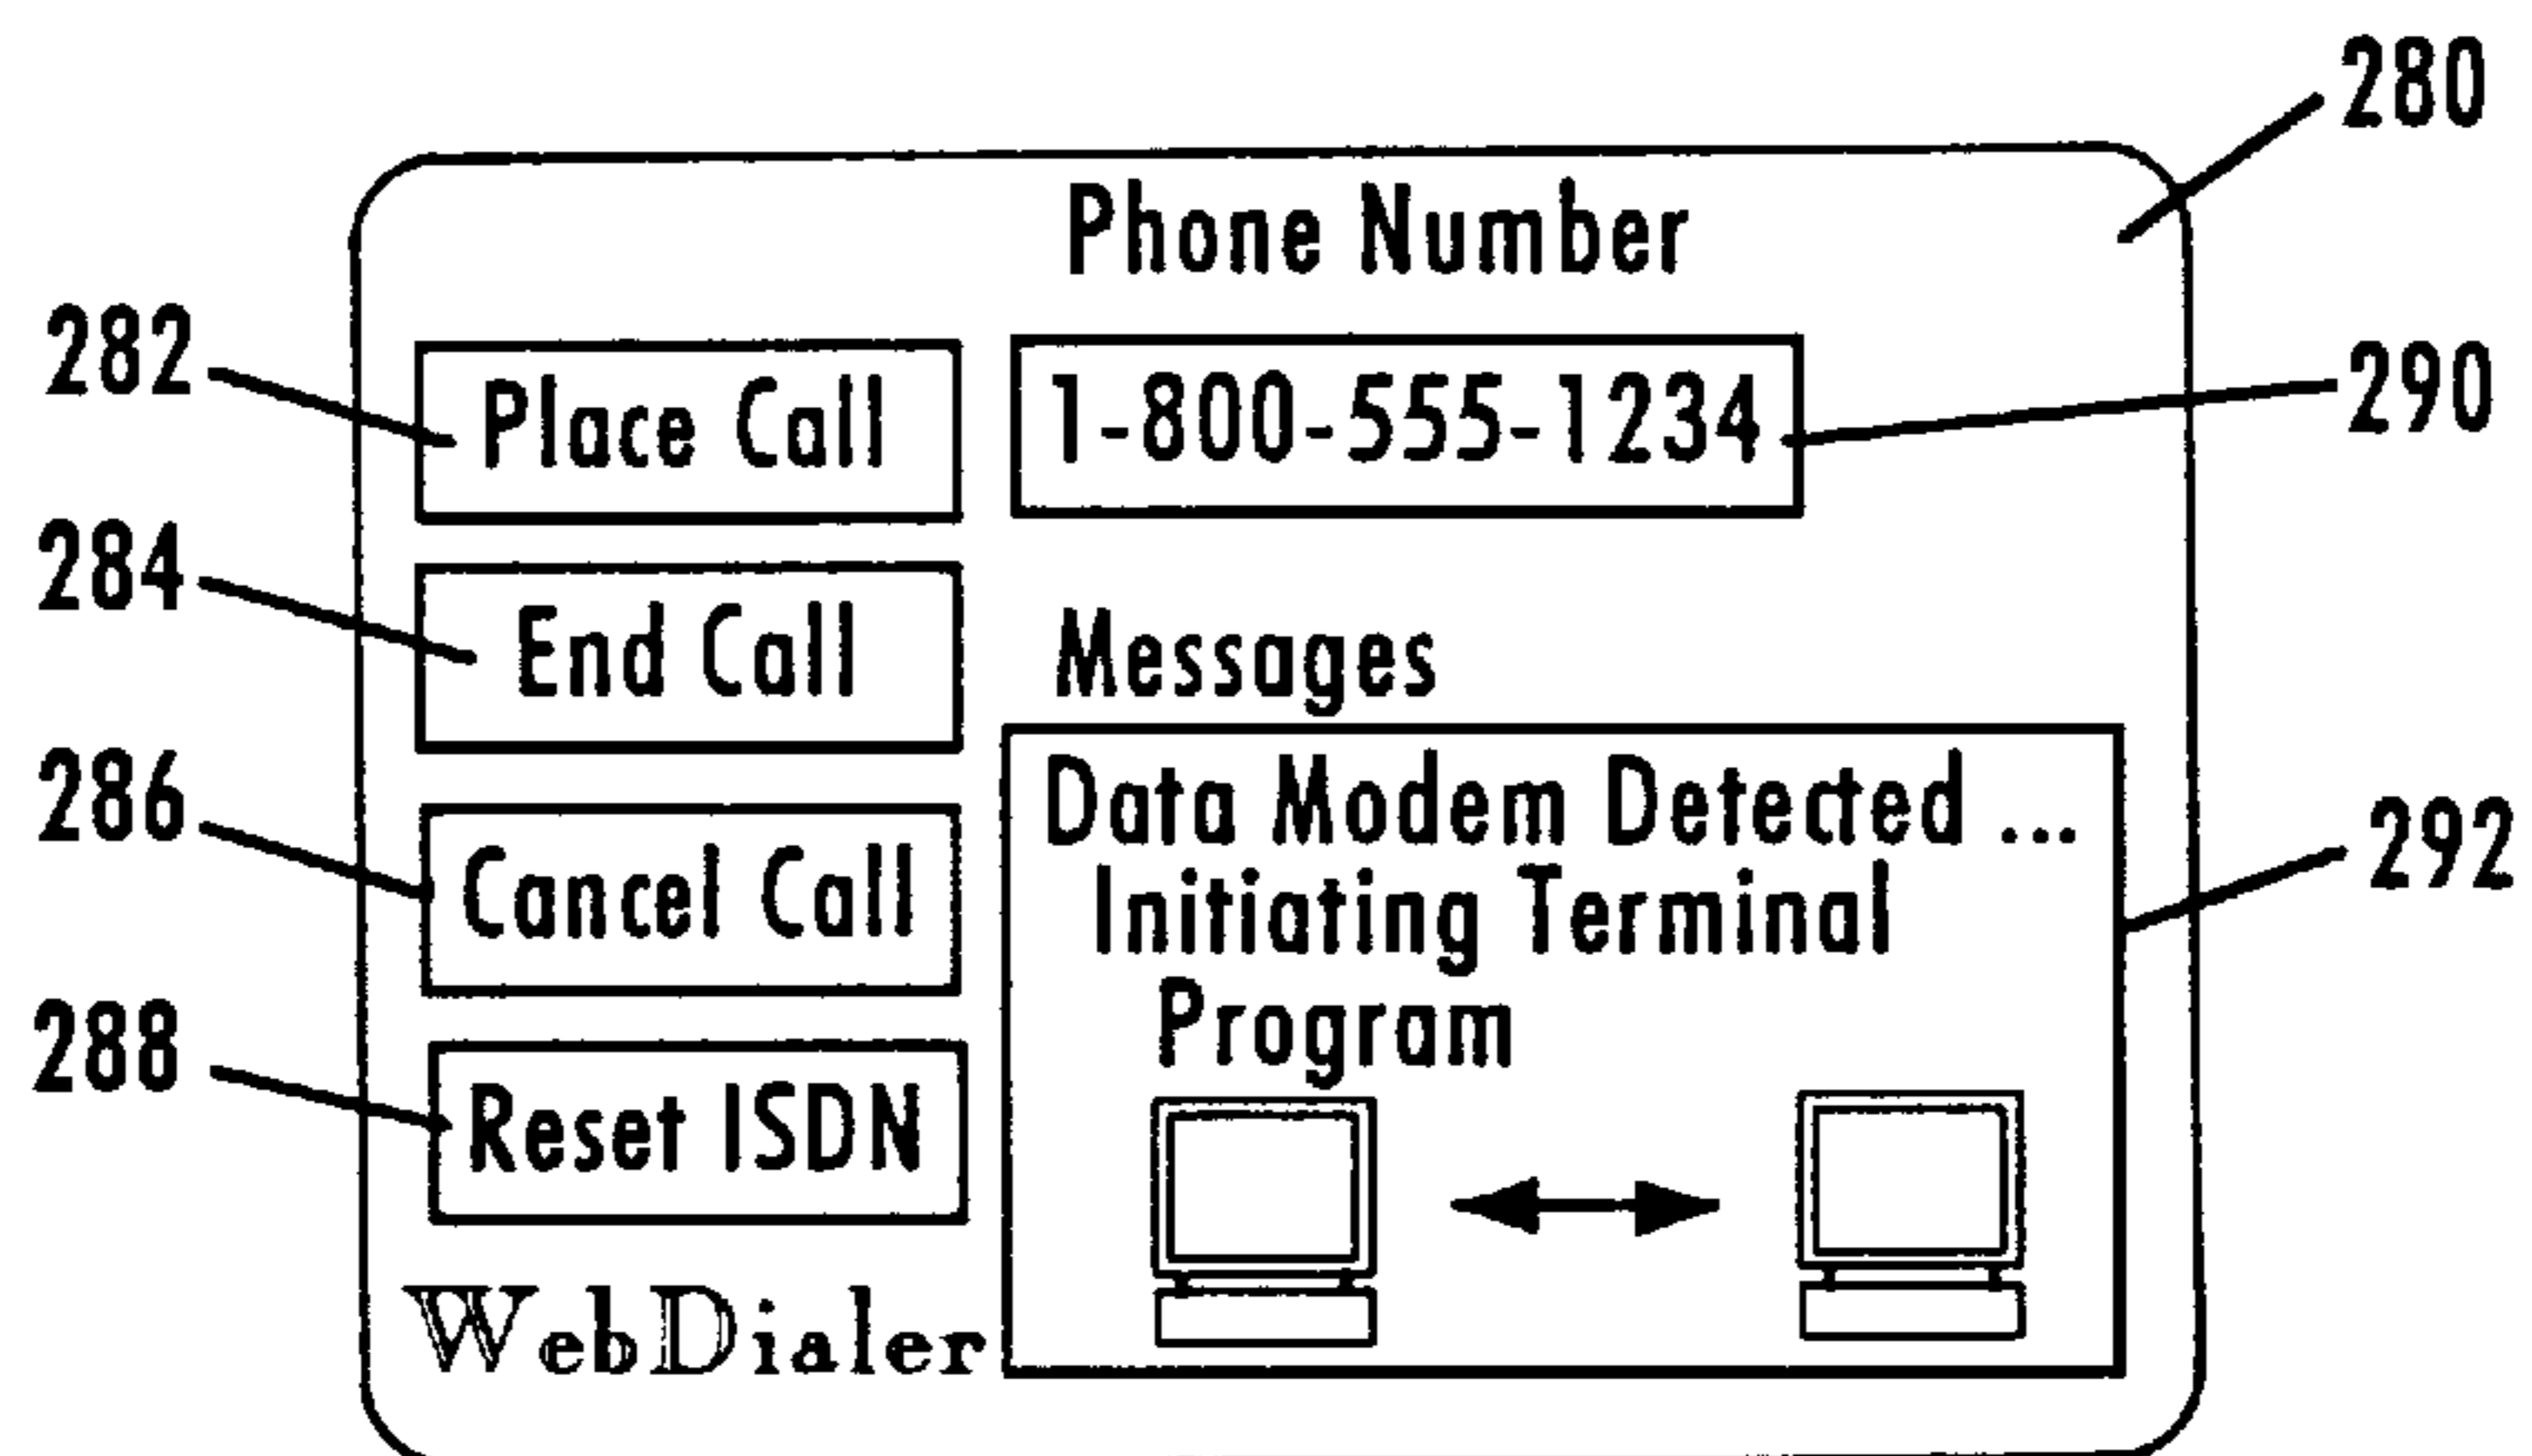 280
Phone Number
282
Place Call
1-800-555-1234
290
284
End Call
Messages
286
Cancel Call
Data Modem Detected ...
Initiating Terminal
Program
292
288
Reset ISDN
WebDialer